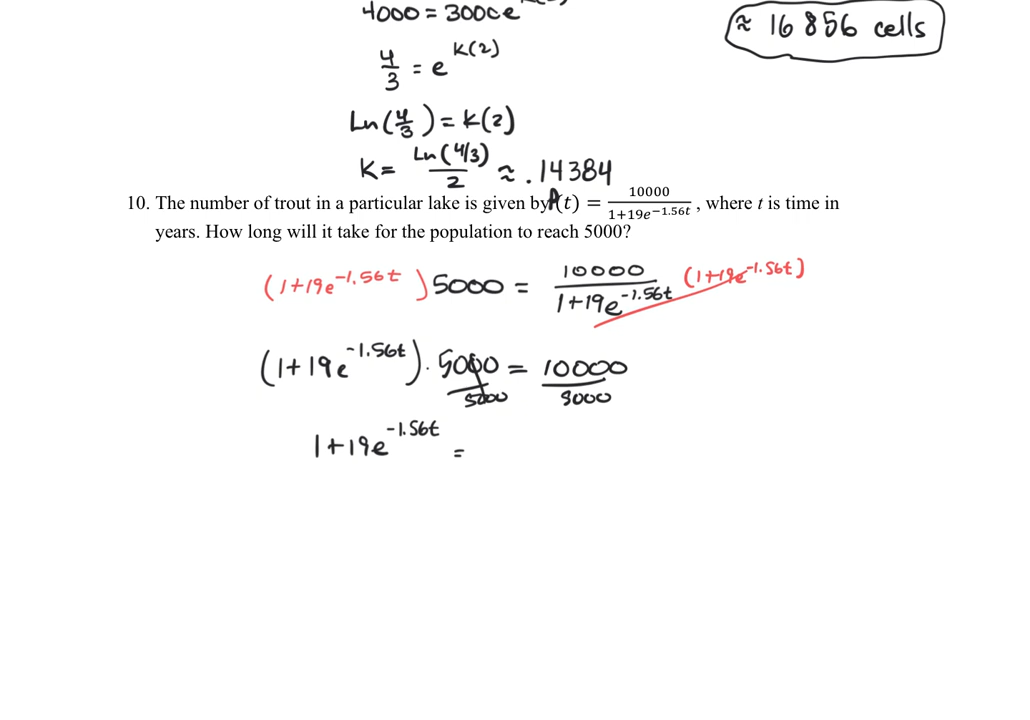 4000 = 3000e
≈ 16 856 cells
4/3 = e^K(2)
Ln(4/3) = K(2)
K = Ln(4/3)/2 ≈ .14384
10. The number of trout in a particular lake is given by A(t) = 10000/(1+19e^−1.56t), where t is time in
years. How long will it take for the population to reach 5000?
(1+19e^-1.56t) 5000 = 10000/(1+19e^-1.56t) (1+19e^-1.56t)
(1+19e^-1.56t) · 5000/5000 = 10000/5000
1+19e^-1.56t =